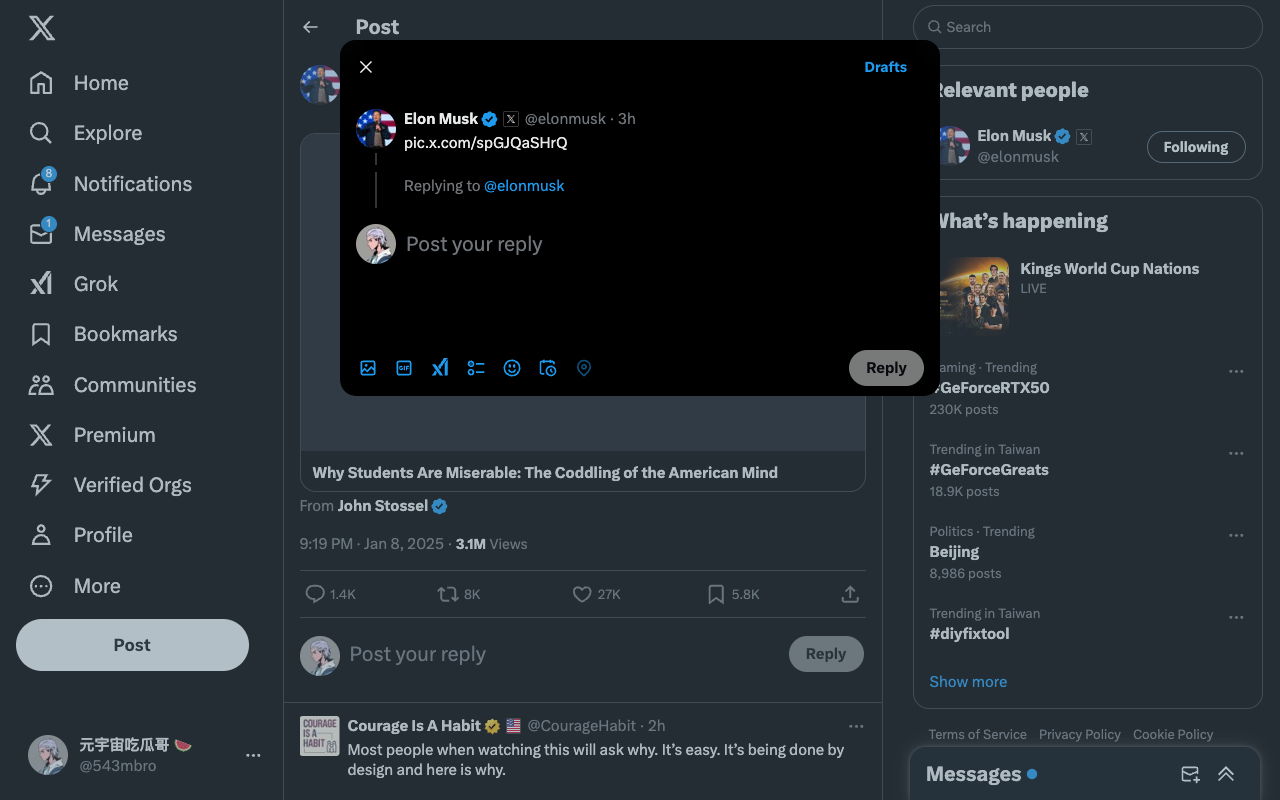 Home
Explore
8
Notifications
1
Messages
Grok
Bookmarks
Communities
Premium
Verified Orgs
Profile
More
Post
元宇宙吃瓜哥 🍉
@543mbro
Post
Drafts
Elon Musk @elonmusk · 3h
pic.x.com/spGJQaSHrQ
Replying to @elonmusk
Post your reply
GIF
Reply
Why Students Are Miserable: The Coddling of the American Mind
From John Stossel
9:19 PM · Jan 8, 2025 · 3.1M Views
1.4K
8K
27K
5.8K
Post your reply
Reply
COURAGE
IS A
HABIT
Courage Is A Habit 🇺🇸 @CourageHabit · 2h
Most people when watching this will ask why. It’s easy. It’s being done by
design and here is why.
Search
Relevant people
Elon Musk
@elonmusk
Following
What’s happening
Kings World Cup Nations
LIVE
Gaming · Trending
#GeForceRTX50
230K posts
Trending in Taiwan
#GeForceGreats
18.9K posts
Politics · Trending
Beijing
8,986 posts
Trending in Taiwan
#diyfixtool
Show more
Terms of Service Privacy Policy Cookie Policy
Messages